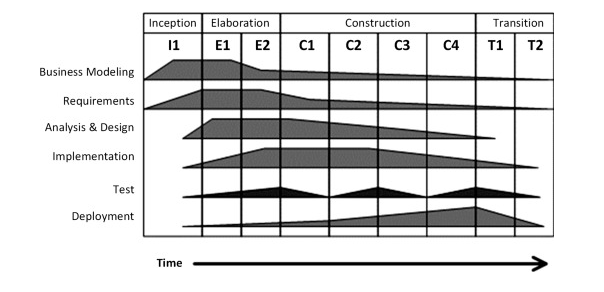 Inception Elaboration Construction Transition
I1 E1 E2 C1 C2 C3 C4 T1 T2
Business Modeling
Requirements
Analysis & Design
Implementation
Test
Deployment
Time